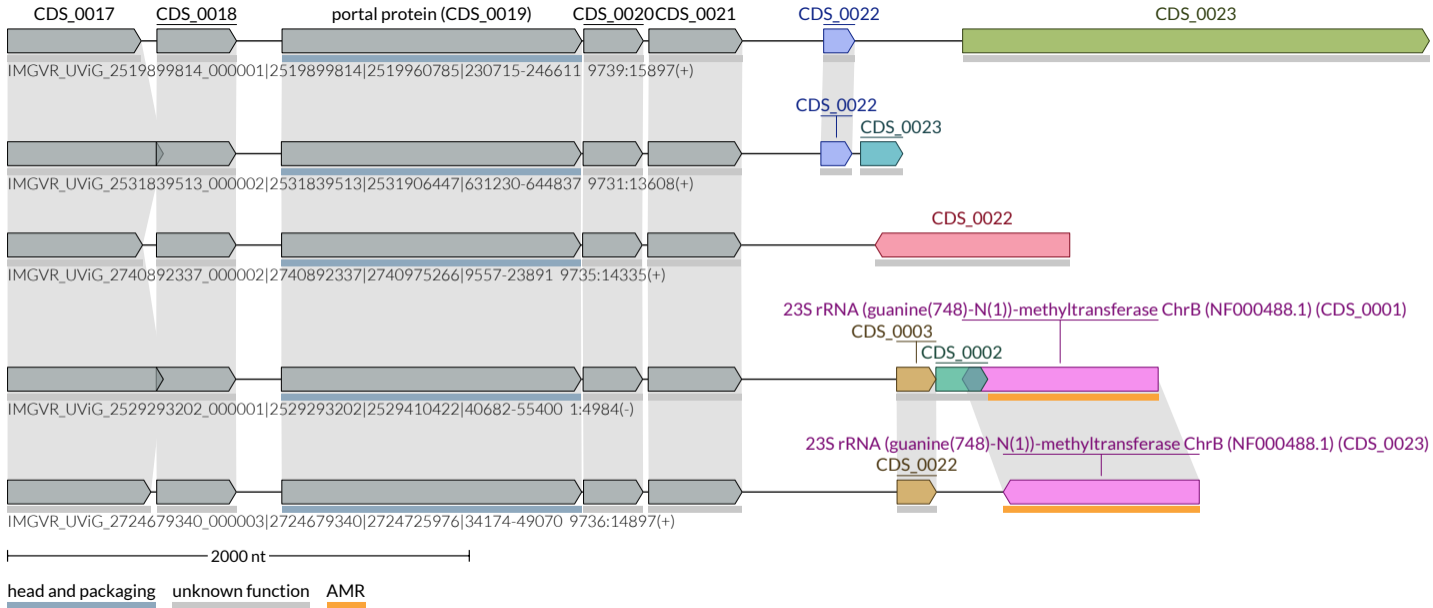 CDS_0017 CDS_0018 portal protein (CDS_0019) CDS_0020 CDS_0021 CDS_0022 CDS_0023
IMGVR_UViG_2519899814_000001|2519899814|2519960785|230715-246611 9739:15897(+)
CDS_0022
CDS_0023
IMGVR_UViG_2531839513_000002|2531839513|2531906447|631230-644837 9731:13608(+)
CDS_0022
IMGVR_UViG_2740892337_000002|2740892337|2740975266|9557-23891 9735:14335(+)
23S rRNA (guanine(748)-N(1))-methyltransferase ChrB (NF000488.1) (CDS_0001)
CDS_0003
CDS_0002
IMGVR_UViG_2529293202_000001|2529293202|2529410422|40682-55400 1:4984(-)
23S rRNA (guanine(748)-N(1))-methyltransferase ChrB (NF000488.1) (CDS_0023)
CDS_0022
IMGVR_UViG_2724679340_000003|2724679340|2724725976|34174-49070 9736:14897(+)
2000 nt
head and packaging unknown function AMR